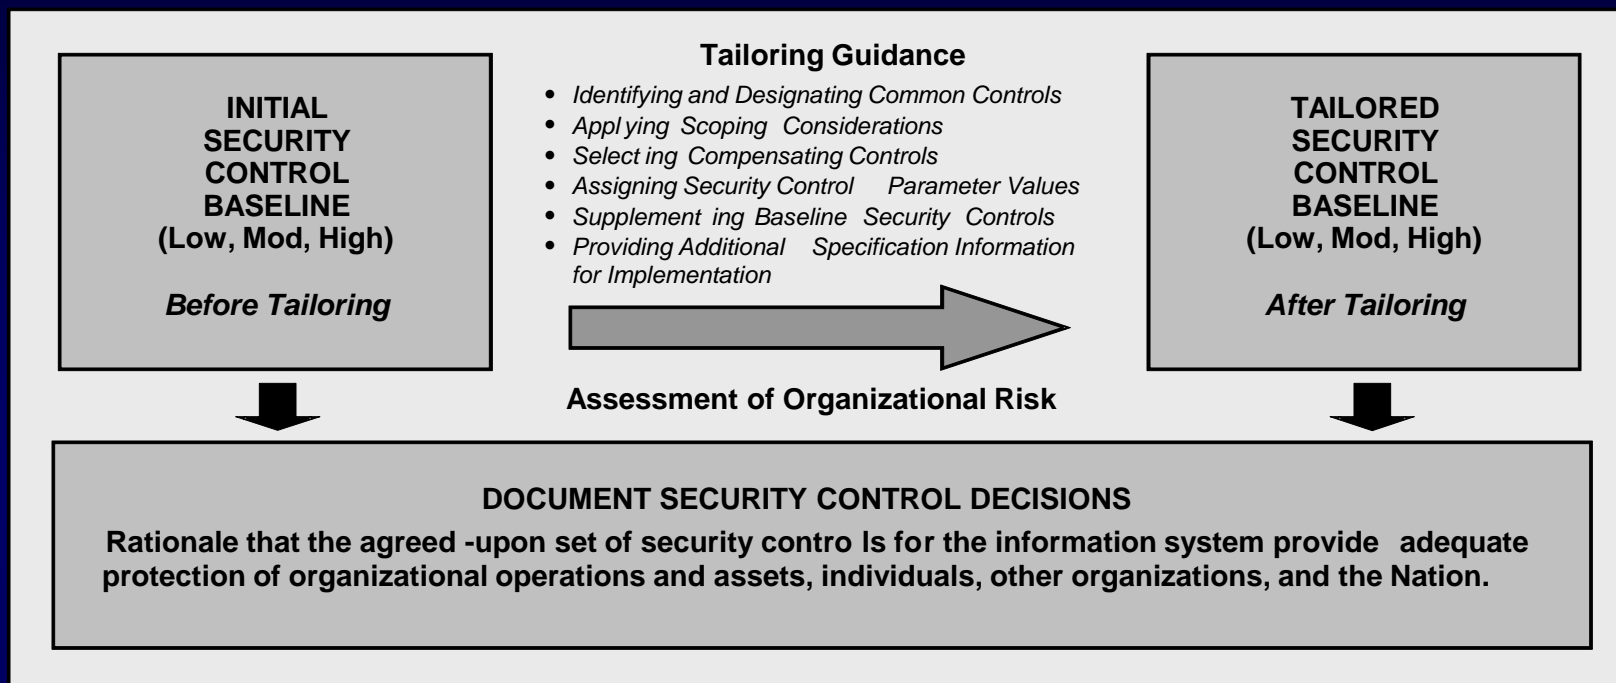 INITIAL
SECURITY
CONTROL
BASELINE
(Low, Mod, High)
Before Tailoring
Tailoring Guidance
• Identifying and Designating Common Controls
• Appl ying Scoping Considerations
• Select ing Compensating Controls
• Assigning Security Control Parameter Values
• Supplement ing Baseline Security Controls
• Providing Additional Specification Information
for Implementation
Assessment of Organizational Risk
TAILORED
SECURITY
CONTROL
BASELINE
(Low, Mod, High)
After Tailoring
DOCUMENT SECURITY CONTROL DECISIONS
Rationale that the agreed -upon set of security contro ls for the information system provide adequate
protection of organizational operations and assets, individuals, other organizations, and the Nation.